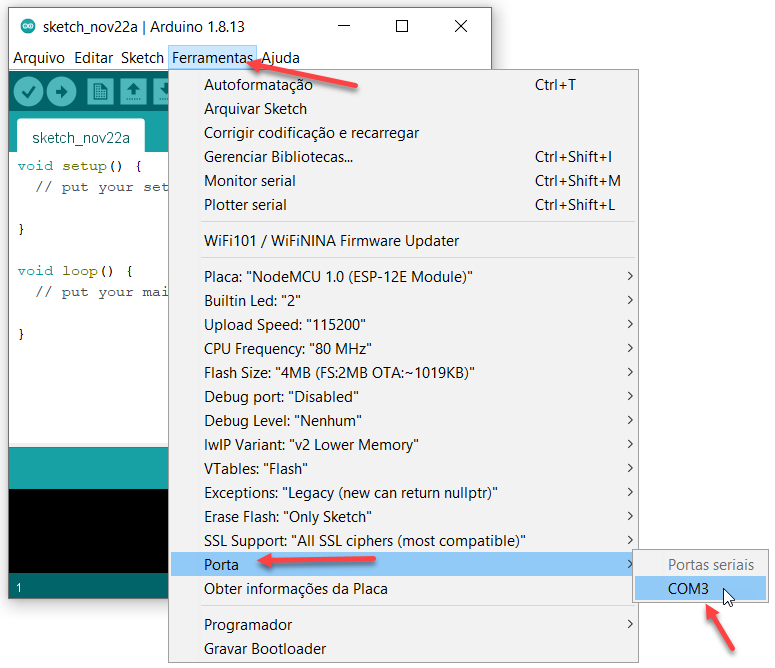 sketch_nov22a | Arduino 1.8.13
Arquivo Editar Sketch Ferramentas Ajuda
sketch_nov22a
void setup() {
// put your set
}
void loop() {
// put your mai
}
1
Autoformatação Ctrl+T
Arquivar Sketch
Corrigir codificação e recarregar
Gerenciar Bibliotecas... Ctrl+Shift+I
Monitor serial Ctrl+Shift+M
Plotter serial Ctrl+Shift+L
WiFi101 / WiFiNINA Firmware Updater
Placa: "NodeMCU 1.0 (ESP-12E Module)"
Builtin Led: "2"
Upload Speed: "115200"
CPU Frequency: "80 MHz"
Flash Size: "4MB (FS:2MB OTA:~1019KB)"
Debug port: "Disabled"
Debug Level: "Nenhum"
lwIP Variant: "v2 Lower Memory"
VTables: "Flash"
Exceptions: "Legacy (new can return nullptr)"
Erase Flash: "Only Sketch"
SSL Support: "All SSL ciphers (most compatible)"
Porta
Obter informações da Placa
Programador
Gravar Bootloader
Portas seriais
COM3